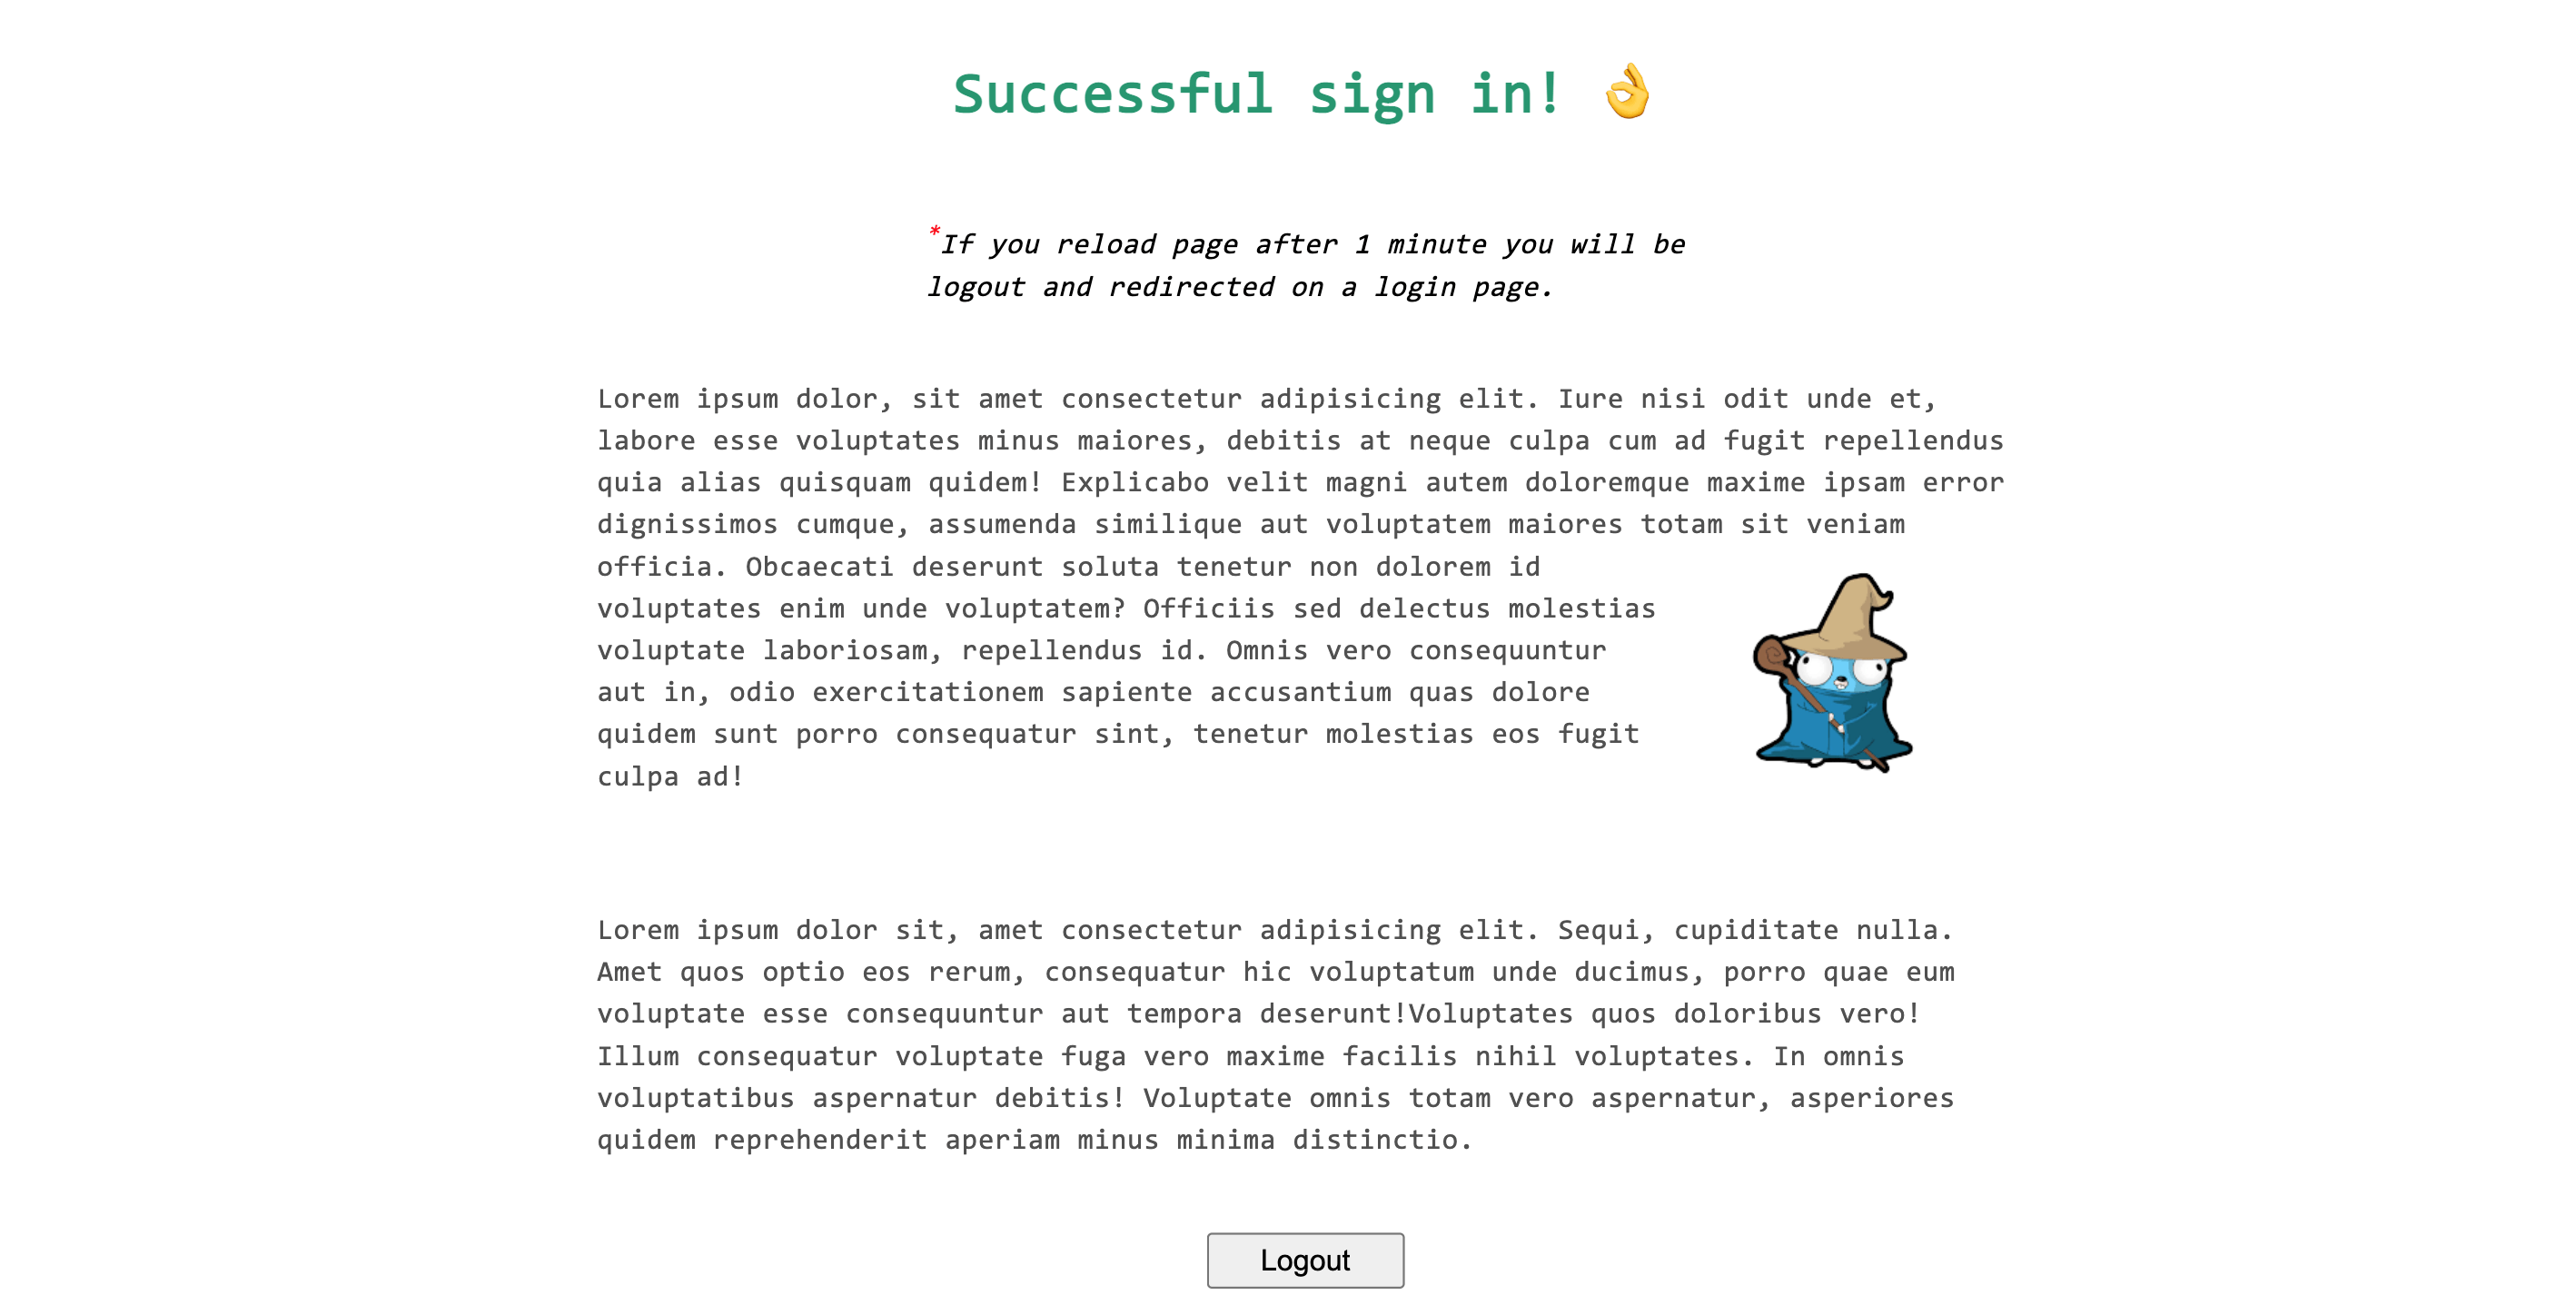 Successful sign in! 👌
*If you reload page after 1 minute you will be
logout and redirected on a login page.
Lorem ipsum dolor, sit amet consectetur adipisicing elit. Iure nisi odit unde et,
labore esse voluptates minus maiores, debitis at neque culpa cum ad fugit repellendus
quia alias quisquam quidem! Explicabo velit magni autem doloremque maxime ipsam error
dignissimos cumque, assumenda similique aut voluptatem maiores totam sit veniam
officia. Obcaecati deserunt soluta tenetur non dolorem id
voluptates enim unde voluptatem? Officiis sed delectus molestias
voluptate laboriosam, repellendus id. Omnis vero consequuntur
aut in, odio exercitationem sapiente accusantium quas dolore
quidem sunt porro consequatur sint, tenetur molestias eos fugit
culpa ad!
Lorem ipsum dolor sit, amet consectetur adipisicing elit. Sequi, cupiditate nulla.
Amet quos optio eos rerum, consequatur hic voluptatum unde ducimus, porro quae eum
voluptate esse consequuntur aut tempora deserunt!Voluptates quos doloribus vero!
Illum consequatur voluptate fuga vero maxime facilis nihil voluptates. In omnis
voluptatibus aspernatur debitis! Voluptate omnis totam vero aspernatur, asperiores
quidem reprehenderit aperiam minus minima distinctio.
Logout